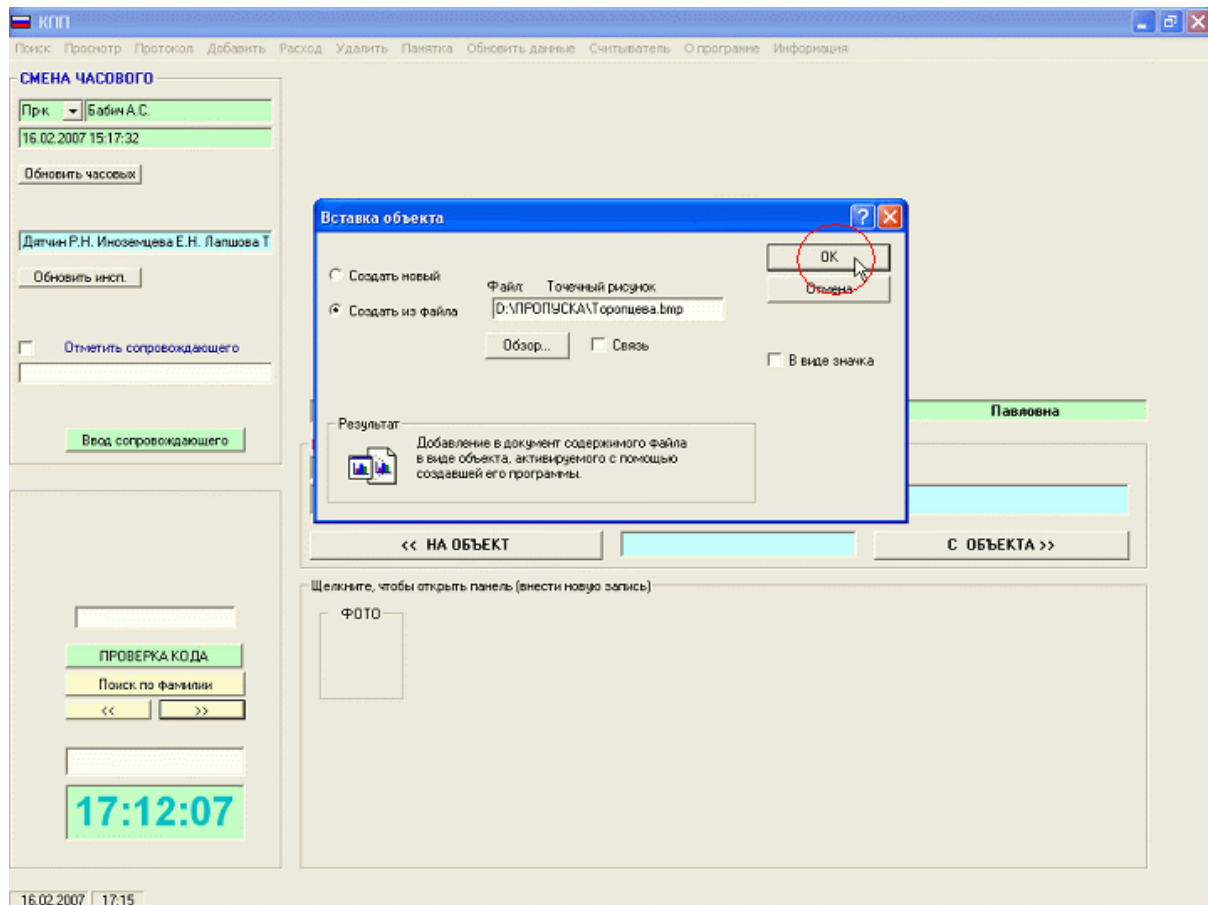 КПП
Поиск Просмотр Протокол Добавить Расход Удалить Памятка Обновить данные Считыватель О програме Информация
СМЕНА ЧАСОВОГО
Пр-к Бабич А.С.
16.02.2007 15:17:32
Обновить часовых
Дятчин Р.Н. Иноземцева Е.Н. Лапшова Т
Обновить инсп.
Отметить сопровождающего
Ввод сопровождающего
Вставка объекта
Создать новый
Создать из файла
Файл: Точечный рисунок
D:\ПРОПУСКА\Торопцева.bmp
Обзор...
Связь
OK
Отмена
В виде значка
Результат
Добавление в документ содержимого файла
в виде объекта, активируемого с помощью
создавшей его программы.
Павловна
<< НА ОБЪЕКТ
С ОБЪЕКТА >>
Щелкните, чтобы открыть панель (внести новую запись)
ФОТО
ПРОВЕРКА КОДА
Поиск по фамилии
<< >>
17:12:07
16.02.2007 17:15